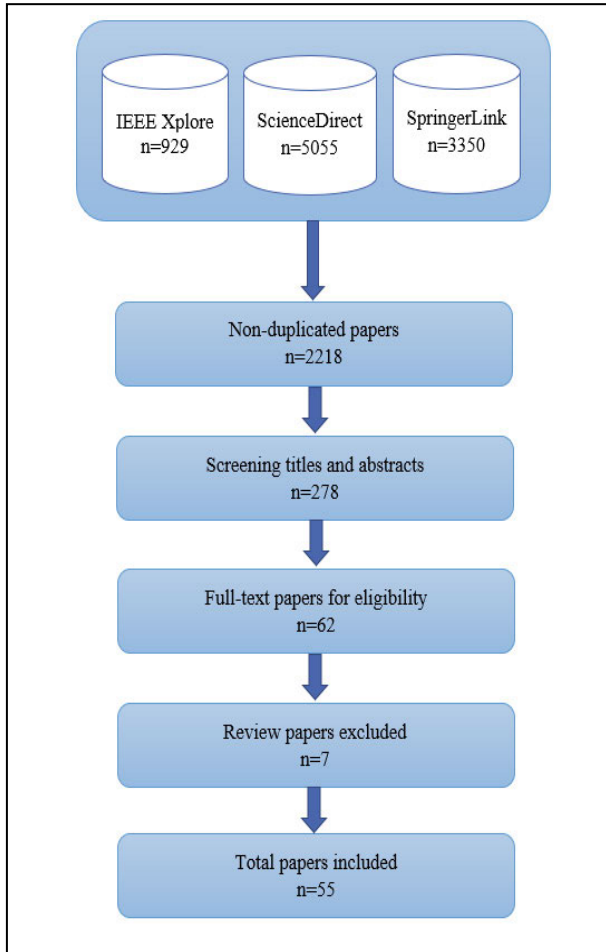 IEEE Xplore
n=929
ScienceDirect
n=5055
SpringerLink
n=3350
Non-duplicated papers
n=2218
Screening titles and abstracts
n=278
Full-text papers for eligibility
n=62
Review papers excluded
n=7
Total papers included
n=55